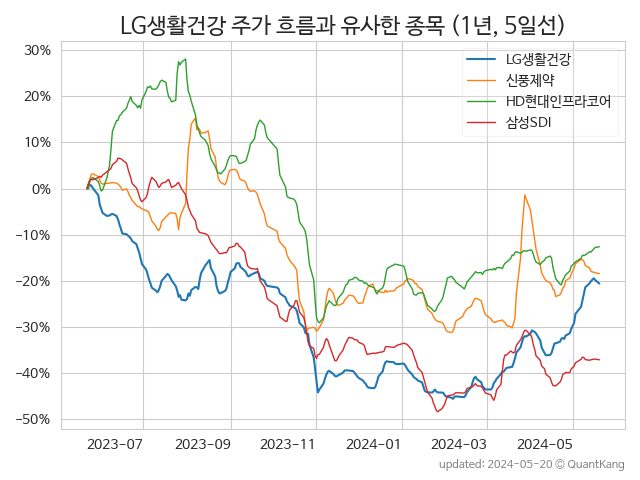 LG생활건강 주가 흐름과 유사한 종목 (1년, 5일선)
30%
20%
10%
0%
−10%
−20%
−30%
−40%
−50%
LG생활건강
신풍제약
HD현대인프라코어
삼성SDI
2023-07
2023-09
2023-11
2024-01
2024-03
2024-05
updated: 2024-05-20 © QuantKang